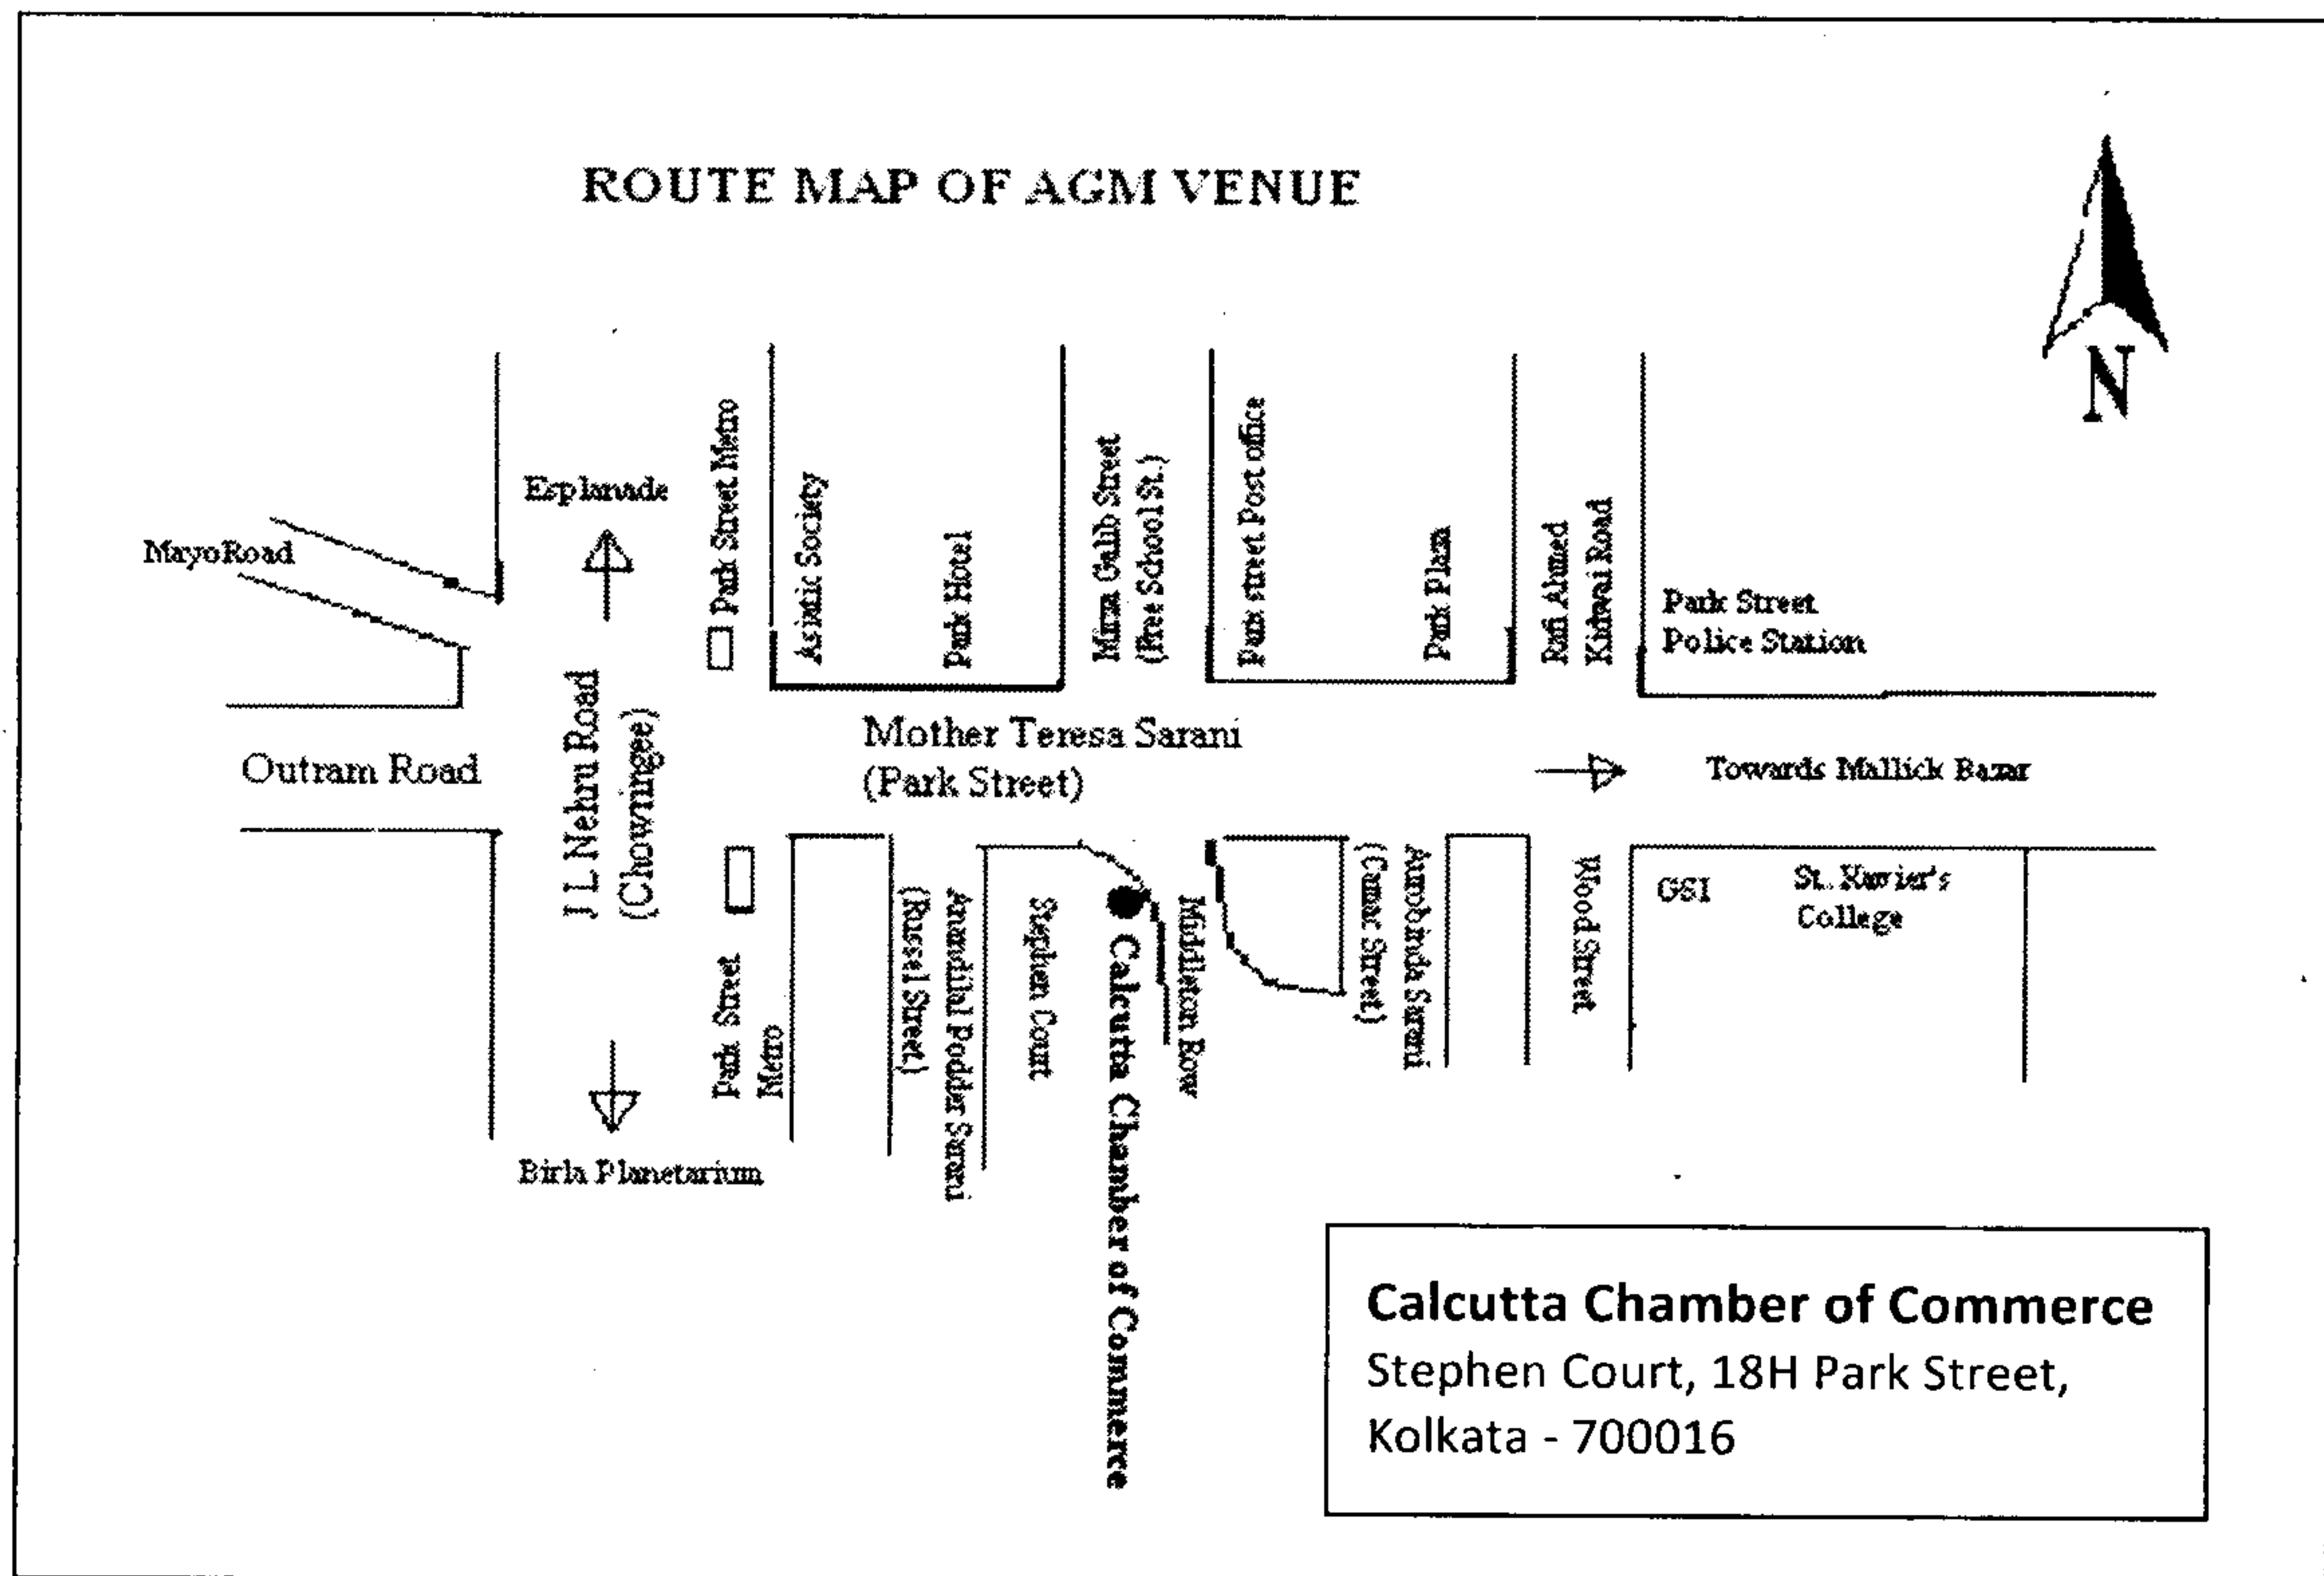 ROUTE MAP OF AGM VENUE
N
Esplanade
Mayo Road
Park Street Metro
Asiatic Society
Park Hotel
Mirza Galib Street
(Free School St.)
Park street Post office
Park Plaza
Rafi Ahmed
Kidwai Road
Park Street
Police Station
Outram Road
J L Nehru Road
(Chowringee)
Mother Teresa Sarani
(Park Street)
Towards Mallick Bazar
Park Street
Metro
Anandilal Poddar Sarani
(Russel Street)
Stephen Court
Calcutta Chamber of Commerce
Middleton Row
Aurobinda Sarani
(Camac Street)
Wood Street
GSI
St. Xavier's
College
Birla Planetarium
Calcutta Chamber of Commerce
Stephen Court, 18H Park Street,
Kolkata - 700016